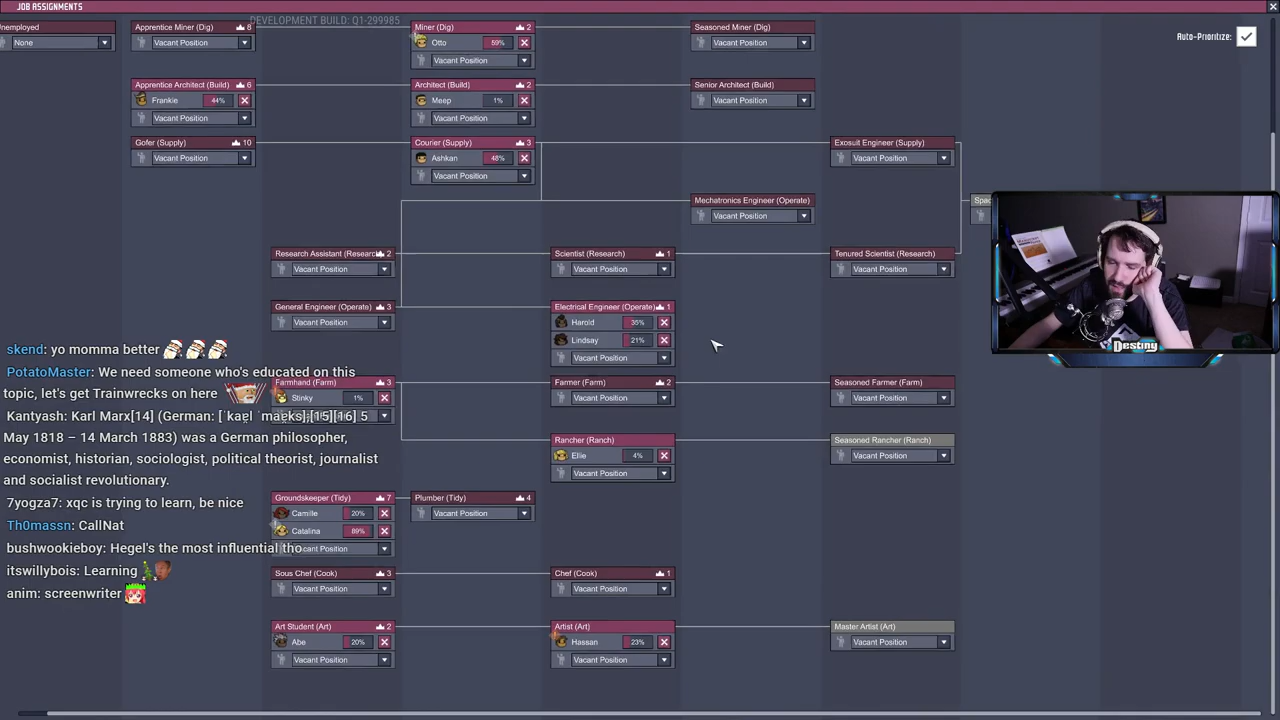 JOB ASSIGNMENTS
DEVELOPMENT BUILD: Q1-299985
Auto-Prioritize:
Unemployed
None
Apprentice Miner (Dig) 8
Vacant Position
Miner (Dig) 2
Otto 59%
Vacant Position
Seasoned Miner (Dig)
Vacant Position
Apprentice Architect (Build) 6
Frankie 44%
Vacant Position
Architect (Build) 2
Meep 1%
Vacant Position
Senior Architect (Build)
Vacant Position
Gofer (Supply) 10
Vacant Position
Courier (Supply) 3
Ashkan 48%
Vacant Position
Exosuit Engineer (Supply)
Vacant Position
Mechatronics Engineer (Operate)
Vacant Position
Spac
Research Assistant (Research 2
Vacant Position
Scientist (Research) 1
Vacant Position
Tenured Scientist (Research)
Vacant Position
General Engineer (Operate) 3
Vacant Position
Electrical Engineer (Operate) 1
Harold 35%
Lindsay 21%
Vacant Position
Farmhand (Farm) 3
Stinky 1%
Farmer (Farm) 2
Vacant Position
Seasoned Farmer (Farm)
Vacant Position
Rancher (Ranch)
Ellie 4%
Vacant Position
Seasoned Rancher (Ranch)
Vacant Position
Groundskeeper (Tidy) 7
Camille 20%
Catalina 89%
Vacant Position
Plumber (Tidy) 4
Vacant Position
Sous Chef (Cook) 3
Vacant Position
Chef (Cook) 1
Vacant Position
Art Student (Art) 2
Abe 20%
Vacant Position
Artist (Art)
Hassan 23%
Vacant Position
Master Artist (Art)
Vacant Position
skend: yo momma better
PotatoMaster: We need someone who's educated on this
topic, let's get Trainwrecks on here
Kantyash: Karl Marx[14] (German: [ˈkaɐ̯l ˈmaɐ̯ks];[15][16] 5
May 1818 – 14 March 1883) was a German philosopher,
economist, historian, sociologist, political theorist, journalist
and socialist revolutionary.
7yogza7: xqc is trying to learn, be nice
Th0massn: CallNat
bushwookieboy: Hegel's the most influential tho
itswillybois: Learning
anim: screenwriter
Destiny